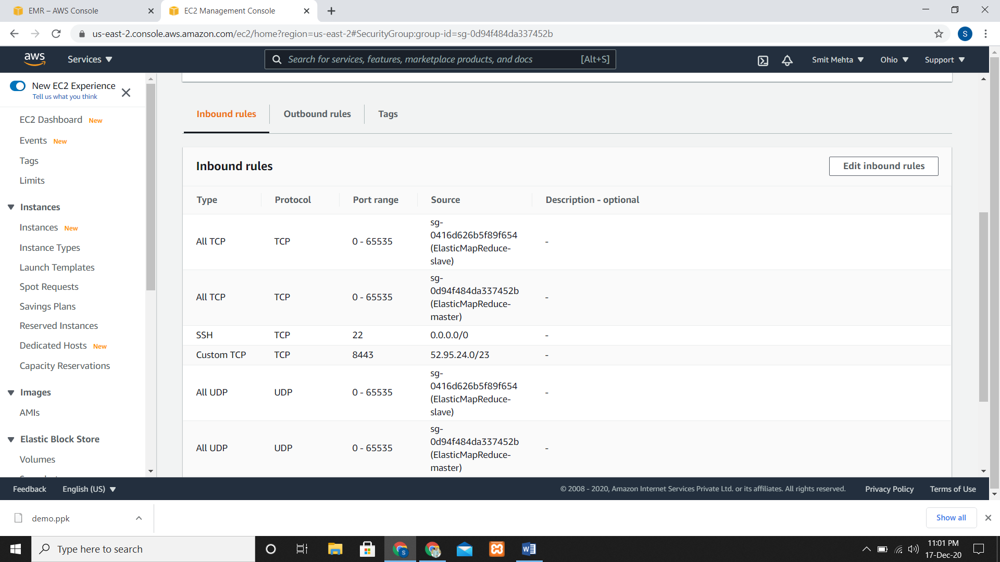 EMR – AWS Console
EC2 Management Console
us-east-2.console.aws.amazon.com/ec2/home?region=us-east-2#SecurityGroup:group-id=sg-0d94f484da337452b
S
aws
Services
Search for services, features, marketplace products, and docs
[Alt+S]
Smit Mehta
Ohio
Support
New EC2 Experience
Tell us what you think
EC2 Dashboard New
Events New
Tags
Limits
Instances
Instances New
Instance Types
Launch Templates
Spot Requests
Savings Plans
Reserved Instances
Dedicated Hosts New
Capacity Reservations
Images
AMIs
Elastic Block Store
Volumes
Inbound rules
Outbound rules
Tags
Inbound rules
Edit inbound rules
Type Protocol Port range Source Description - optional
sg-
0416d626b5f89f654
All TCP TCP 0 - 65535 -
(ElasticMapReduce-
slave)
sg-
0d94f484da337452b
All TCP TCP 0 - 65535 -
(ElasticMapReduce-
master)
SSH TCP 22 0.0.0.0/0 -
Custom TCP TCP 8443 52.95.24.0/23 -
sg-
0416d626b5f89f654
All UDP UDP 0 - 65535 -
(ElasticMapReduce-
slave)
sg-
0d94f484da337452b
All UDP UDP 0 - 65535 -
(ElasticMapReduce-
master)
Feedback
English (US)
© 2008 - 2020, Amazon Internet Services Private Ltd. or its affiliates. All rights reserved.
Privacy Policy
Terms of Use
demo.ppk
Show all
Type here to search
S
11:01 PM
17-Dec-20